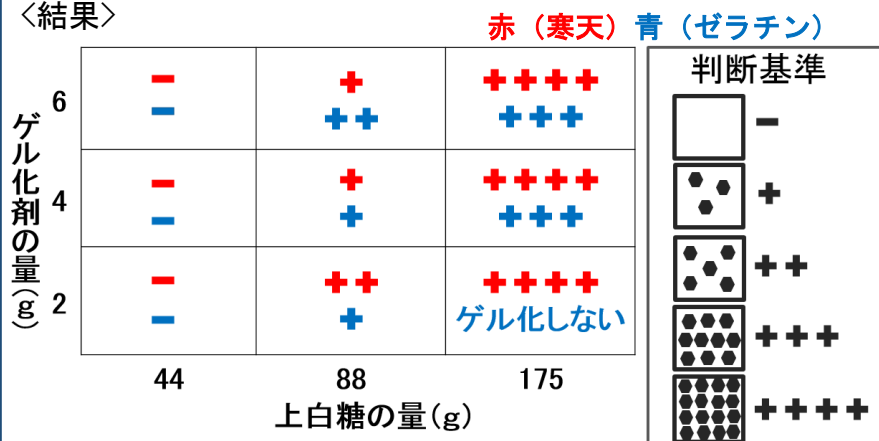 〈結果〉
赤（寒天）青（ゼラチン）
判断基準
ゲル化剤の量(g)
6
− + ++++
− ++ +++
4
− + ++++
− + +++
2
− ++ ++++
− + ゲル化しない
44 88 175
上白糖の量(g)
−
+
++
+++
++++